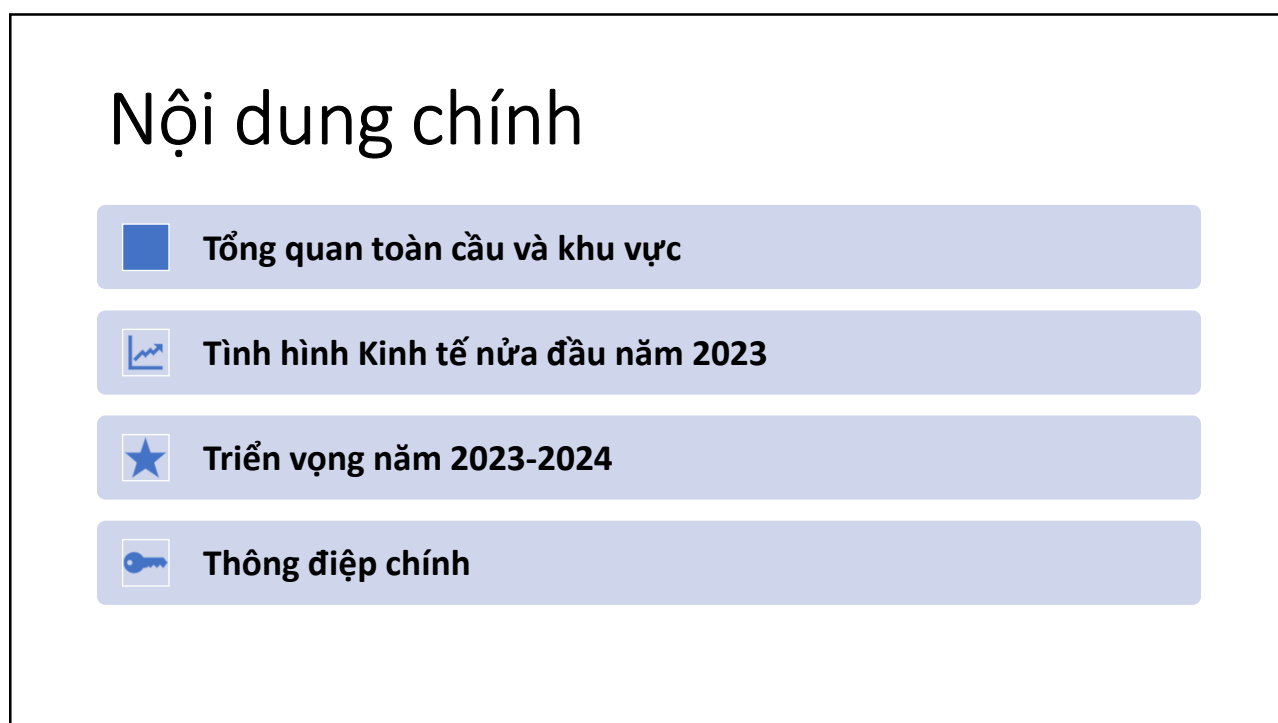 Nội dung chính
Tổng quan toàn cầu và khu vực
Tình hình Kinh tế nửa đầu năm 2023
Triển vọng năm 2023-2024
Thông điệp chính